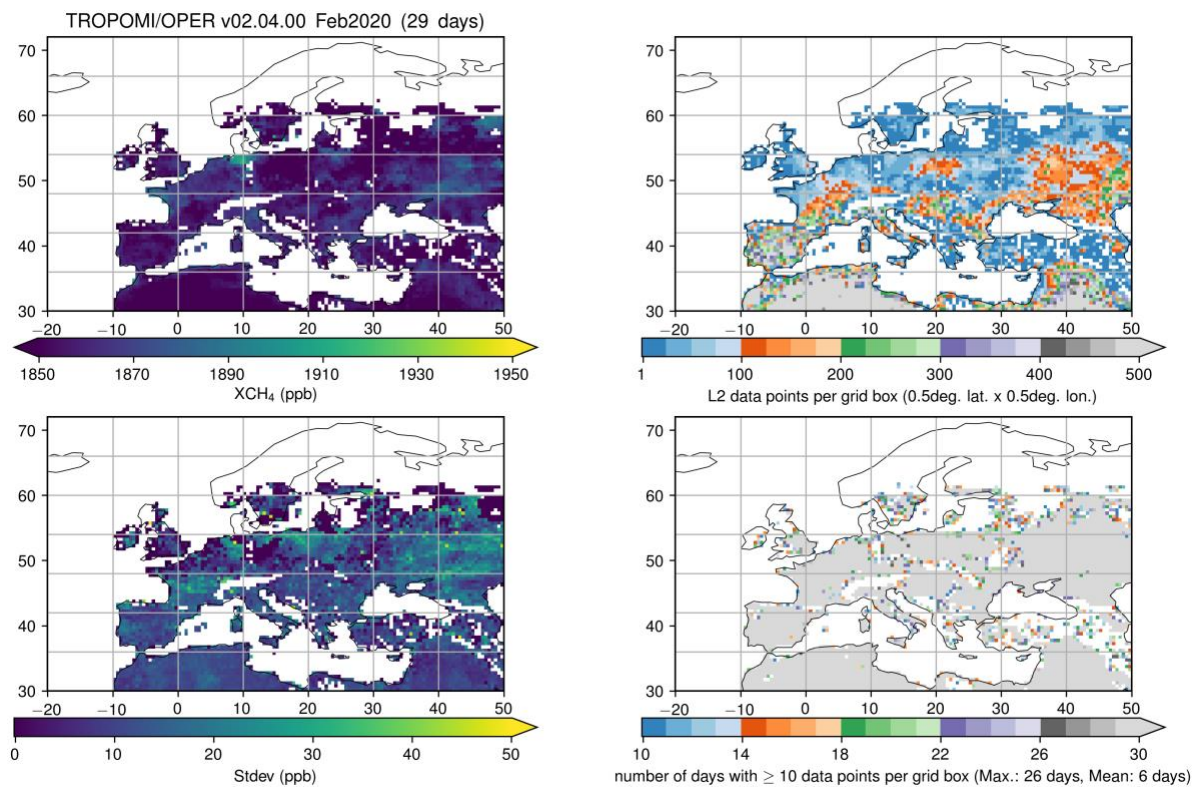 TROPOMI/OPER v02.04.00 Feb2020 (29 days)
70
60
50
40
30
−20 −10 0 10 20 30 40 50
1850 1870 1890 1910 1930 1950
XCH₄ (ppb)
70
60
50
40
30
−20 −10 0 10 20 30 40 50
1 100 200 300 400 500
L2 data points per grid box (0.5deg. lat. x 0.5deg. lon.)
70
60
50
40
30
−20 −10 0 10 20 30 40 50
0 10 20 30 40 50
Stdev (ppb)
70
60
50
40
30
−20 −10 0 10 20 30 40 50
10 14 18 22 26 30
number of days with ≥ 10 data points per grid box (Max.: 26 days, Mean: 6 days)